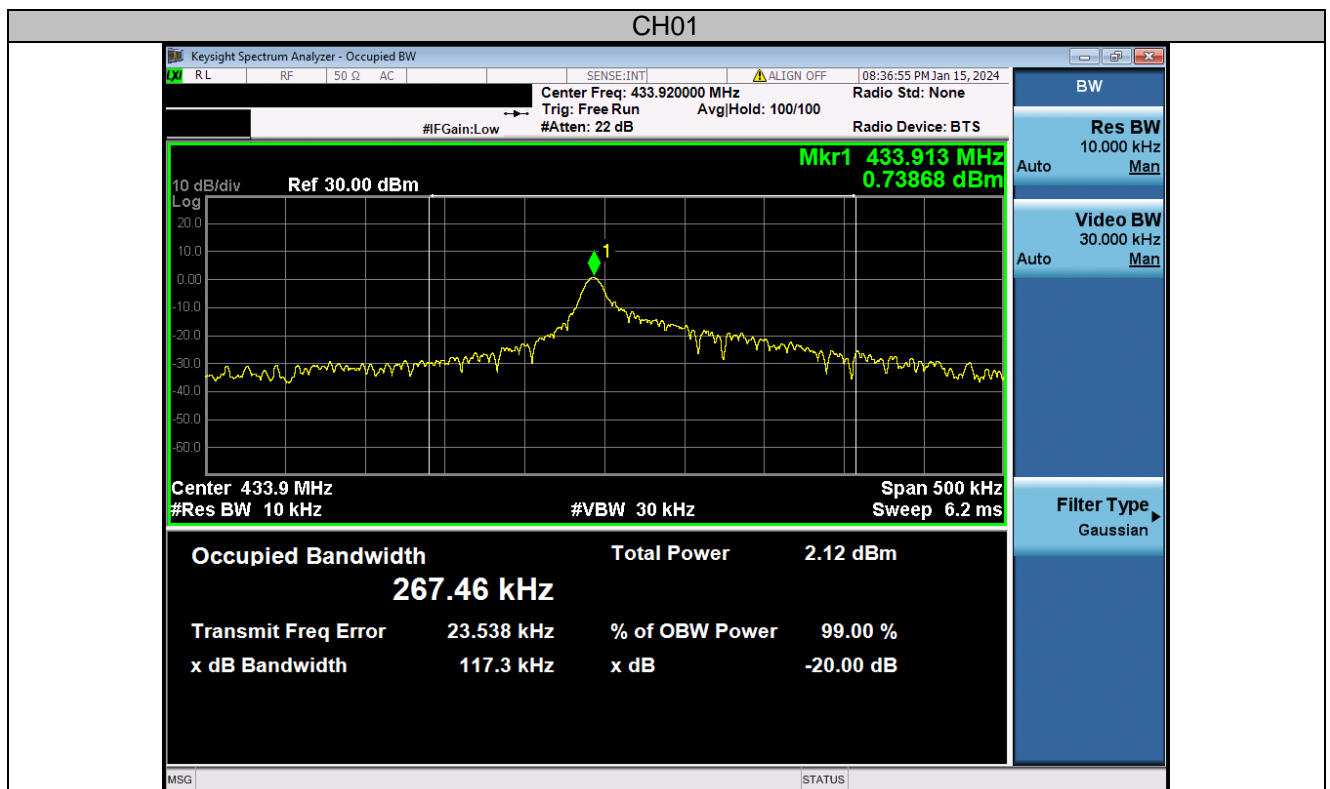 CH01
Keysight Spectrum Analyzer - Occupied BW
LXI RL RF 50 Ω AC SENSE:INT ALIGN OFF 08:36:55 PM Jan 15, 2024
Center Freq: 433.920000 MHz Radio Std: None
Trig: Free Run Avg|Hold: 100/100
#IFGain:Low #Atten: 22 dB Radio Device: BTS
Mkr1 433.913 MHz
0.73868 dBm
10 dB/div Ref 30.00 dBm
Log
20.0
10.0
0.00
-10.0
-20.0
-30.0
-40.0
-50.0
-60.0
1
Center 433.9 MHz Span 500 kHz
#Res BW 10 kHz #VBW 30 kHz Sweep 6.2 ms
Occupied Bandwidth Total Power 2.12 dBm
267.46 kHz
Transmit Freq Error 23.538 kHz % of OBW Power 99.00 %
x dB Bandwidth 117.3 kHz x dB -20.00 dB
MSG STATUS
BW
Res BW
10.000 kHz
Auto Man
Video BW
30.000 kHz
Auto Man
Filter Type
Gaussian